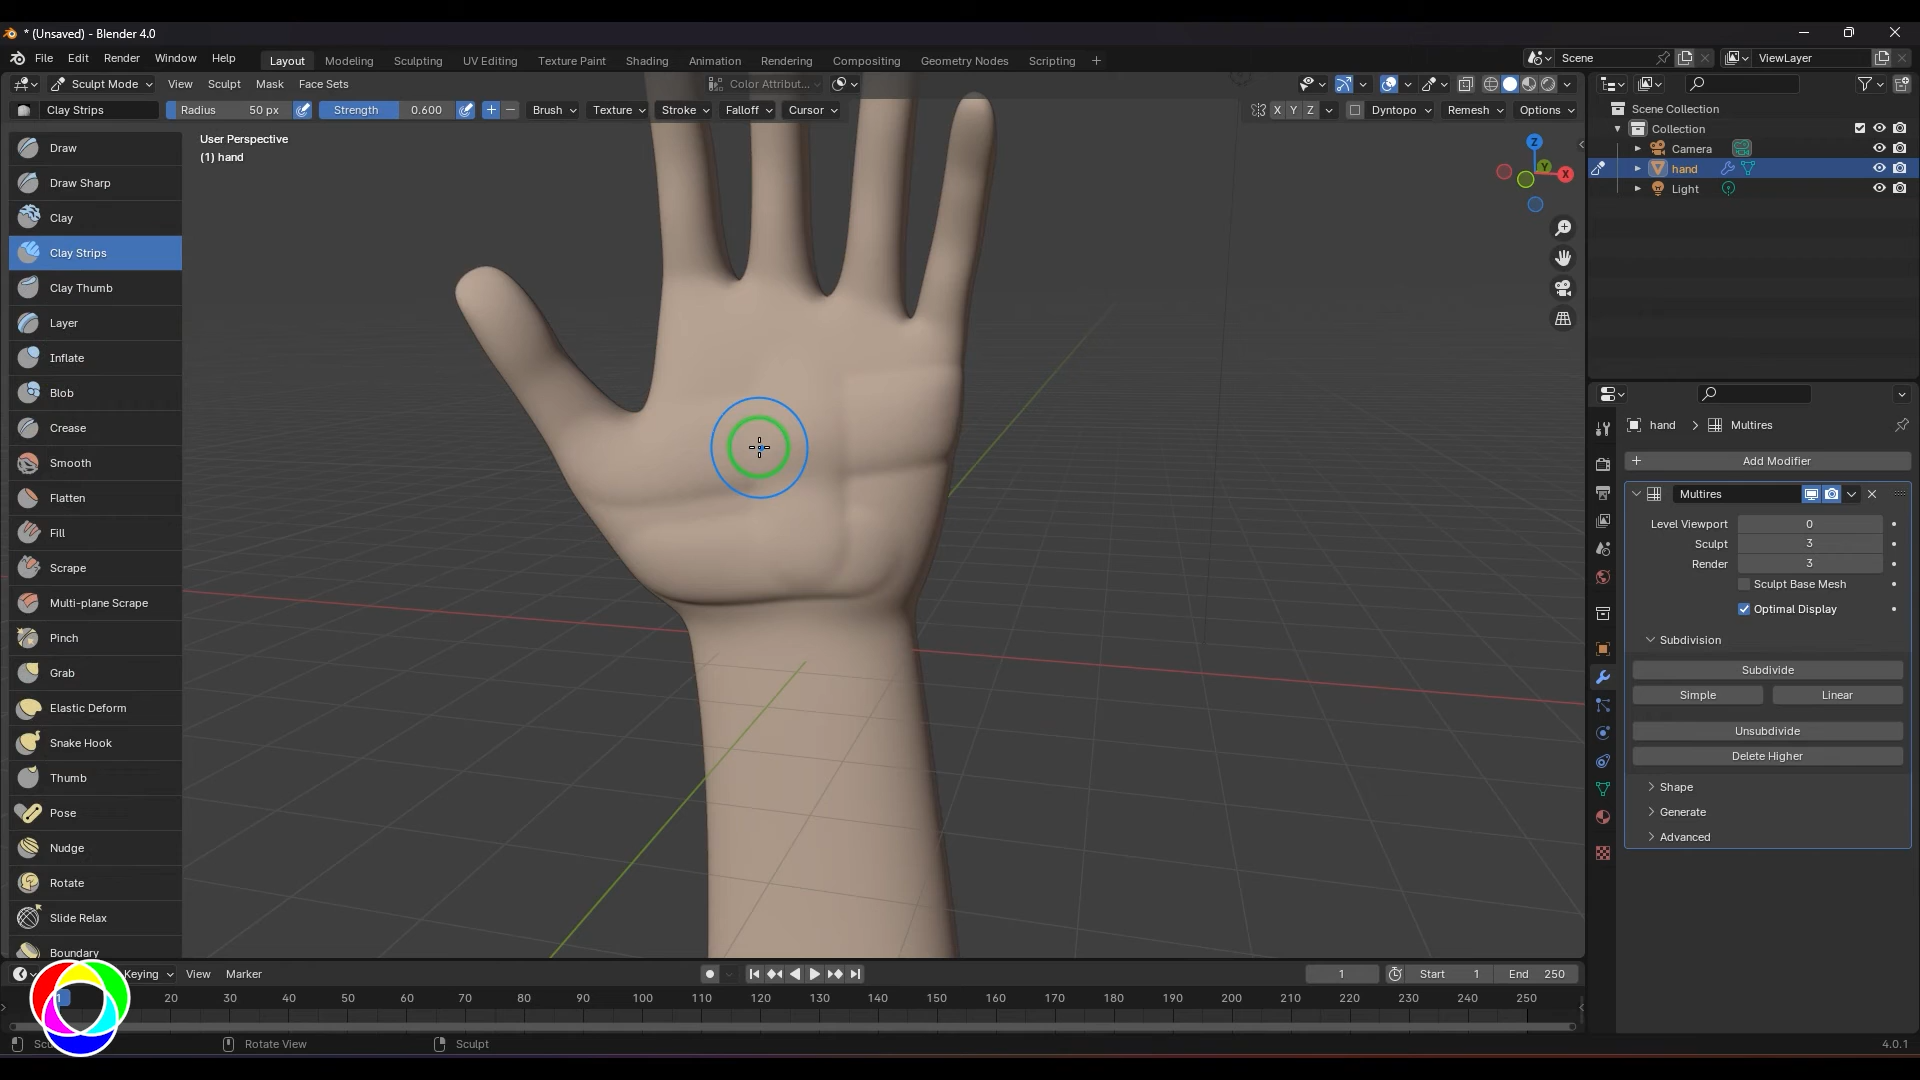 * (Unsaved) - Blender 4.0
File Edit Render Window Help Layout Modeling Sculpting UV Editing Texture Paint Shading Animation Rendering Compositing Geometry Nodes Scripting + Scene ViewLayer
Sculpt Mode View Sculpt Mask Face Sets Color Attribut...
Clay Strips Radius 50 px Strength 0.600 Brush Texture Stroke Falloff Cursor X Y Z Dyntopo Remesh Options
User Perspective
(1) hand
Z
Y
X
Draw
Draw Sharp
Clay
Clay Strips
Clay Thumb
Layer
Inflate
Blob
Crease
Smooth
Flatten
Fill
Scrape
Multi-plane Scrape
Pinch
Grab
Elastic Deform
Snake Hook
Thumb
Pose
Nudge
Rotate
Slide Relax
Boundary
Scene Collection
Collection
Camera
hand
Light
hand > Multires
+ Add Modifier
Multires
Level Viewport 0
Sculpt 3
Render 3
Sculpt Base Mesh
Optimal Display
Subdivision
Subdivide
Simple Linear
Unsubdivide
Delete Higher
Shape
Generate
Advanced
Keying View Marker 1 Start 1 End 250
1 20 30 40 50 60 70 80 90 100 110 120 130 140 150 160 170 180 190 200 210 220 230 240 250
Rotate View Sculpt 4.0.1